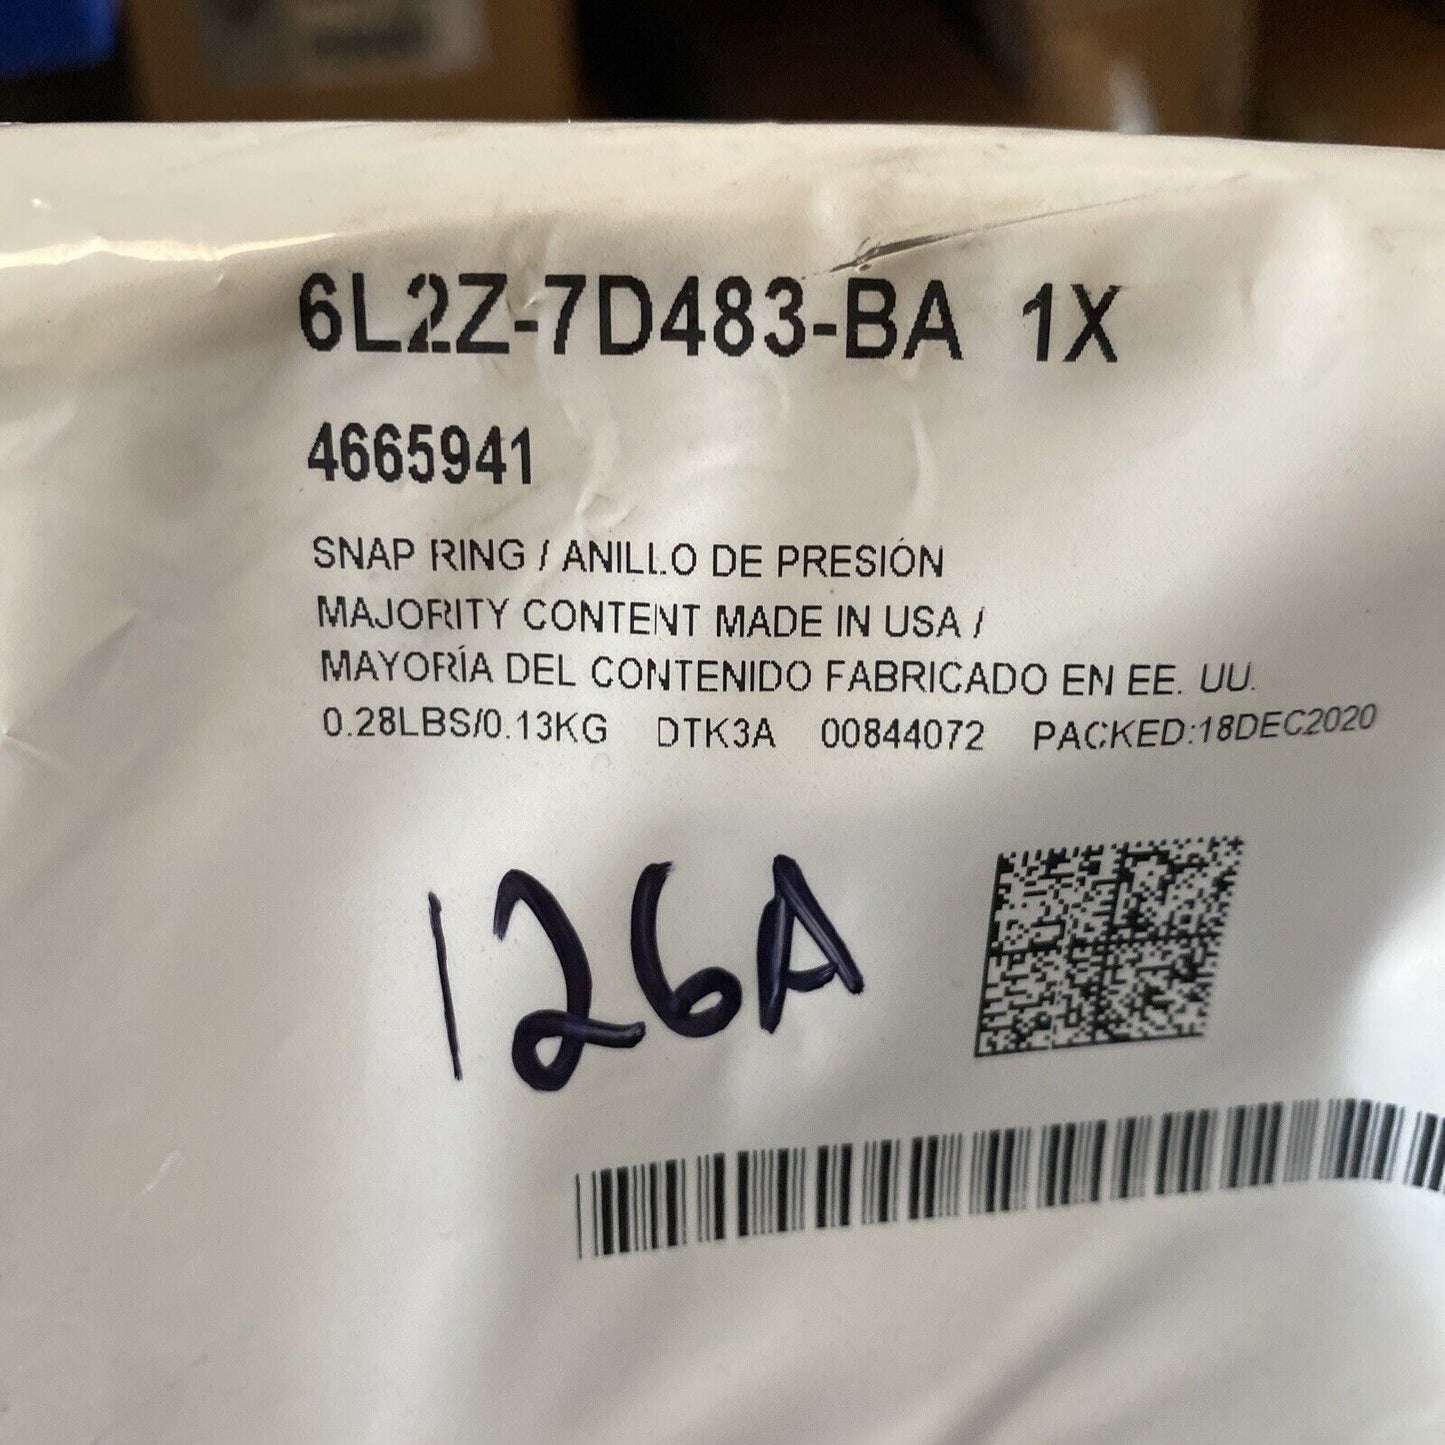 6L2Z-7D483-BA 1X
4665941
SNAP RING / ANILLO DE PRESIÓN
MAJORITY CONTENT MADE IN USA /
MAYORÍA DEL CONTENIDO FABRICADO EN EE. UU.
0.28LBS/0.13KG DTK3A 00844072 PACKED:18DEC2020
126A